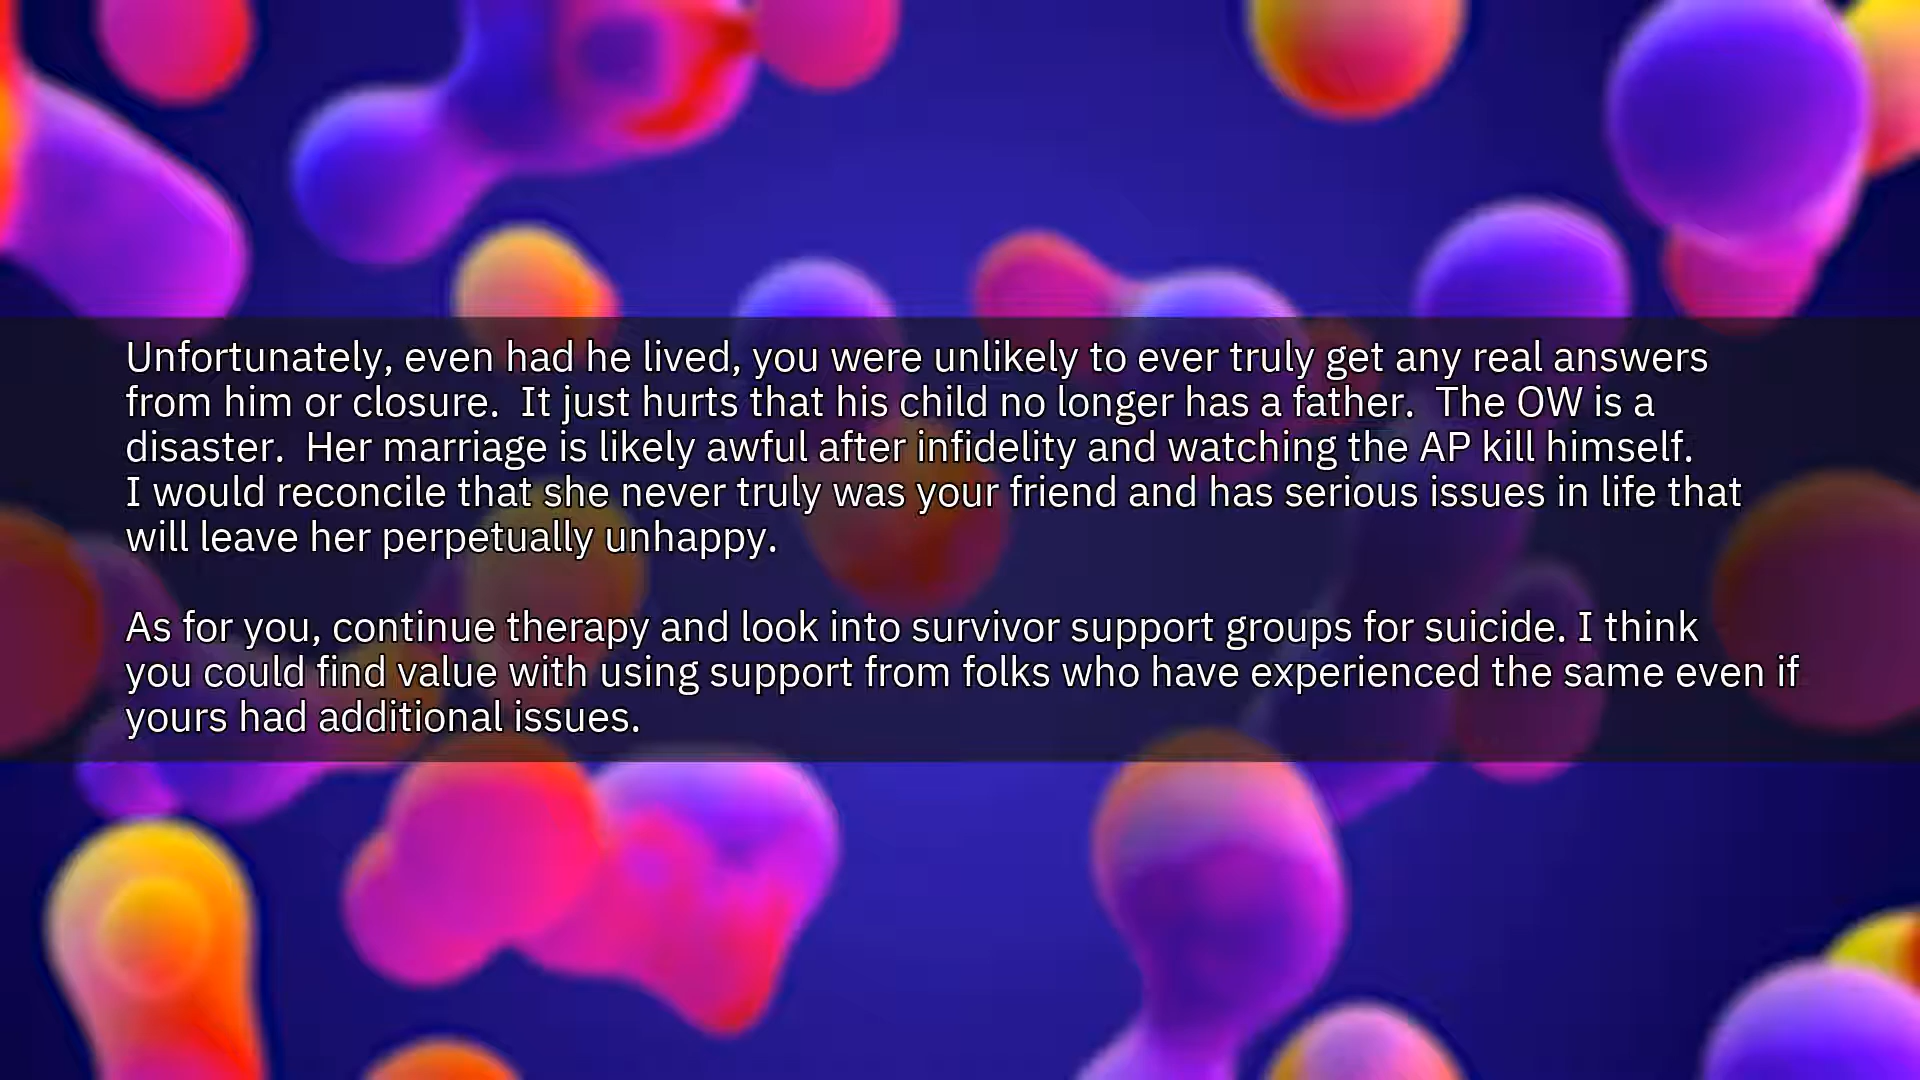 Unfortunately, even had he lived, you were unlikely to ever truly get any real answers
from him or closure.  It just hurts that his child no longer has a father.  The OW is a
disaster.  Her marriage is likely awful after infidelity and watching the AP kill himself.
I would reconcile that she never truly was your friend and has serious issues in life that
will leave her perpetually unhappy.

As for you, continue therapy and look into survivor support groups for suicide. I think
you could find value with using support from folks who have experienced the same even if
yours had additional issues.